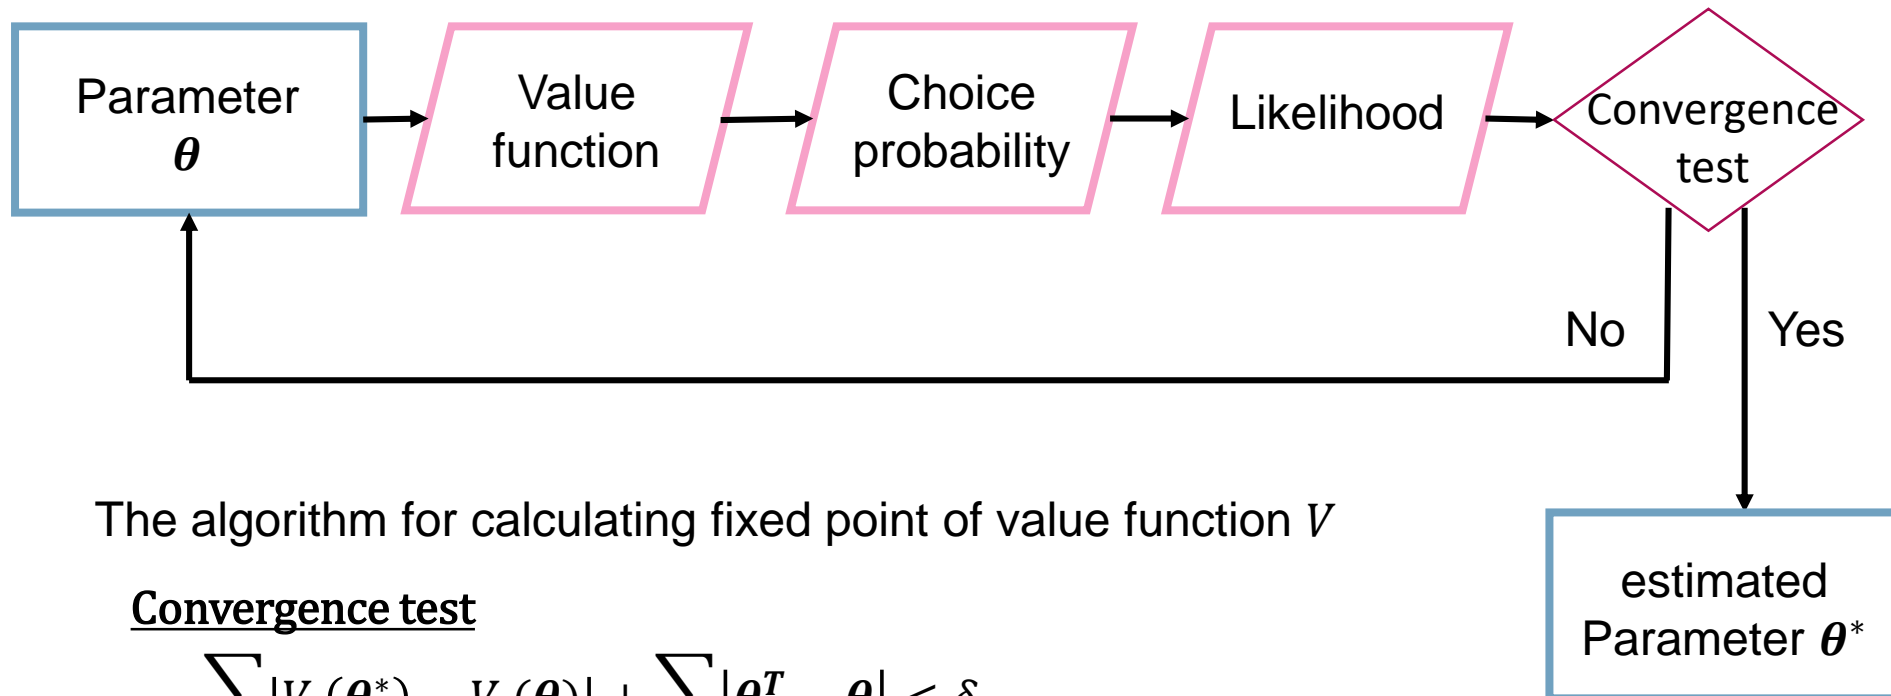 Parameter
θ
Value
function
Choice
probability
Likelihood
Convergence
test
No
Yes
The algorithm for calculating fixed point of value function V
Convergence test
∑|V (θ*) − V (θ)| + ∑|θᵀ − θ| < δ
estimated
Parameter θ*